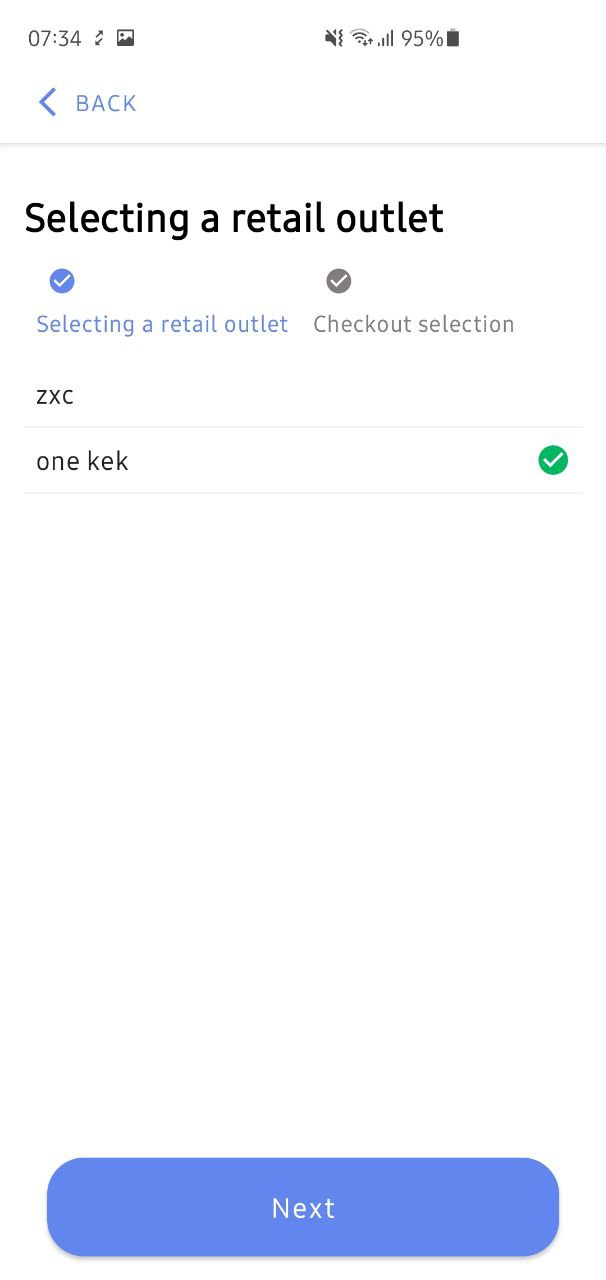 07:34 95%
BACK
Selecting a retail outlet
Selecting a retail outlet Checkout selection
zxc
one kek
Next